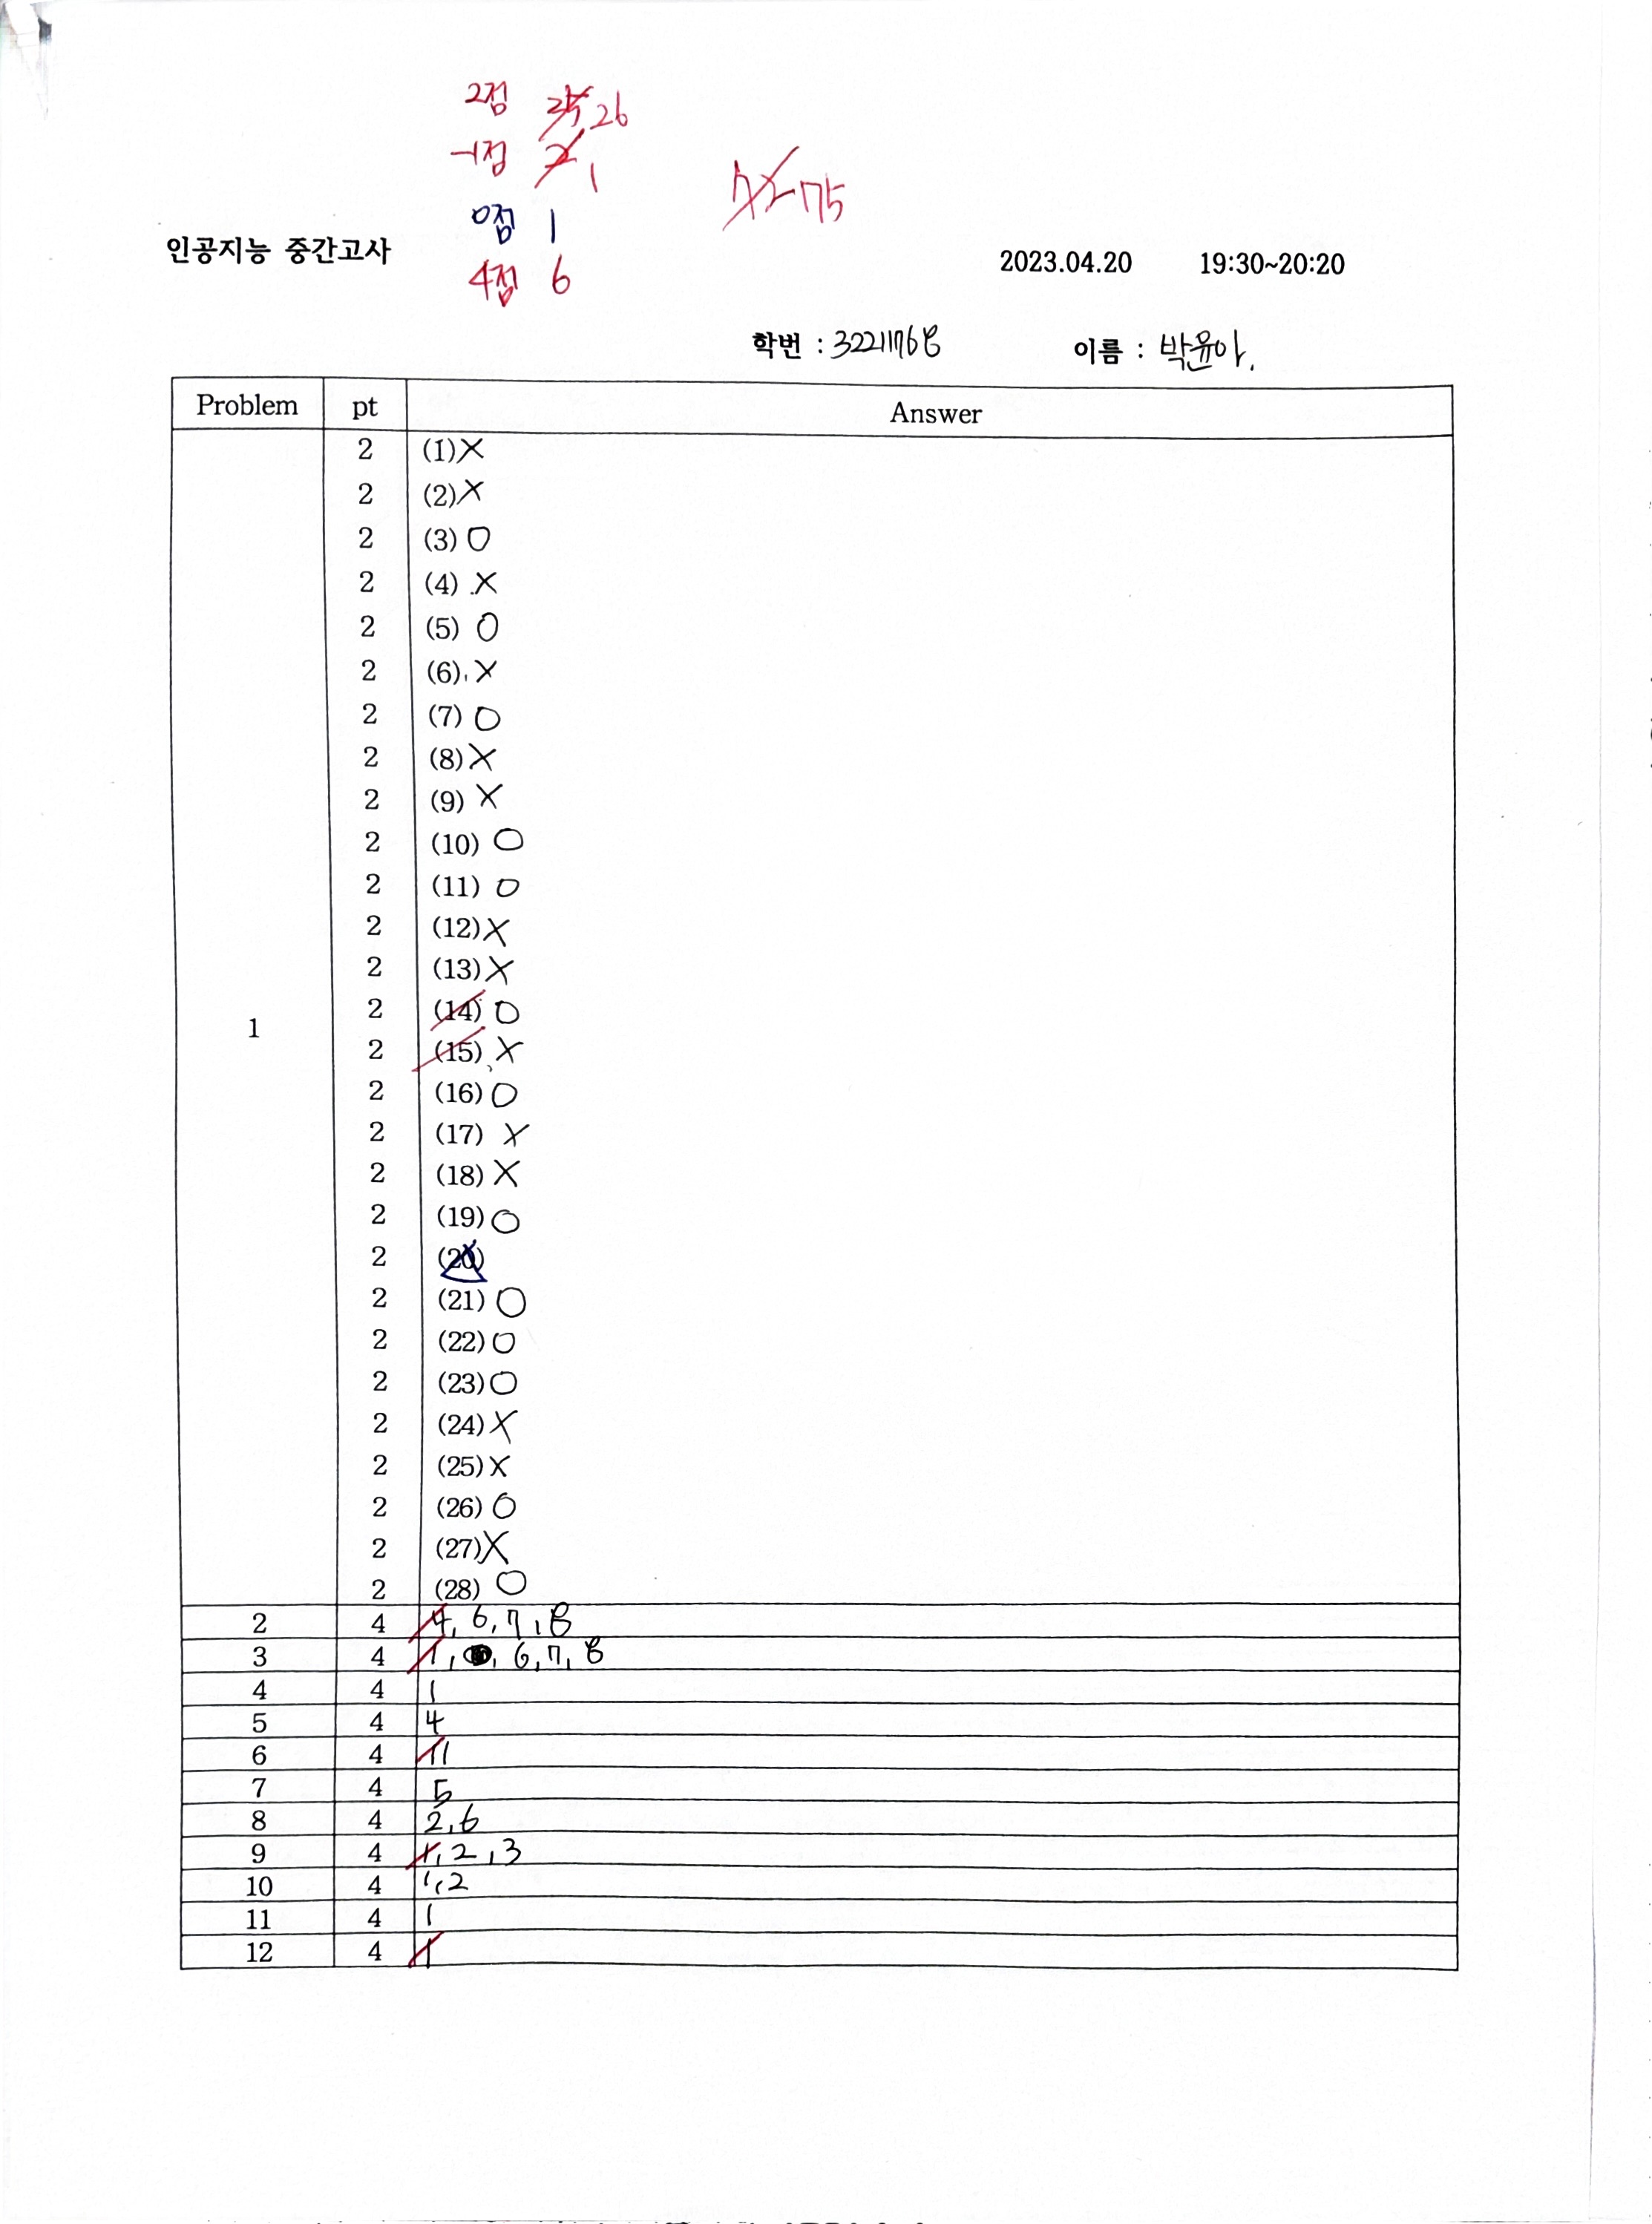 2점 25 26
-1점 2 1
72 75
0점 1
인공지능 중간고사
4점 6
2023.04.20 19:30~20:20
학번 : 32211768 이름 : 박윤아.
Problem pt Answer
1
2 (1) X
2 (2) X
2 (3) O
2 (4) X
2 (5) O
2 (6) X
2 (7) O
2 (8) X
2 (9) X
2 (10) O
2 (11) O
2 (12) X
2 (13) X
2 (14) O
2 (15) X
2 (16) O
2 (17) X
2 (18) X
2 (19) O
2 (20)
2 (21) O
2 (22) O
2 (23) O
2 (24) X
2 (25) X
2 (26) O
2 (27) X
2 (28) O
2 4 4, 6, 7, 8
3 4 1, 6, 7, 8
4 4 1
5 4 4
6 4 11
7 4 5
8 4 2, 6
9 4 1, 2, 3
10 4 1, 2
11 4 1
12 4 1